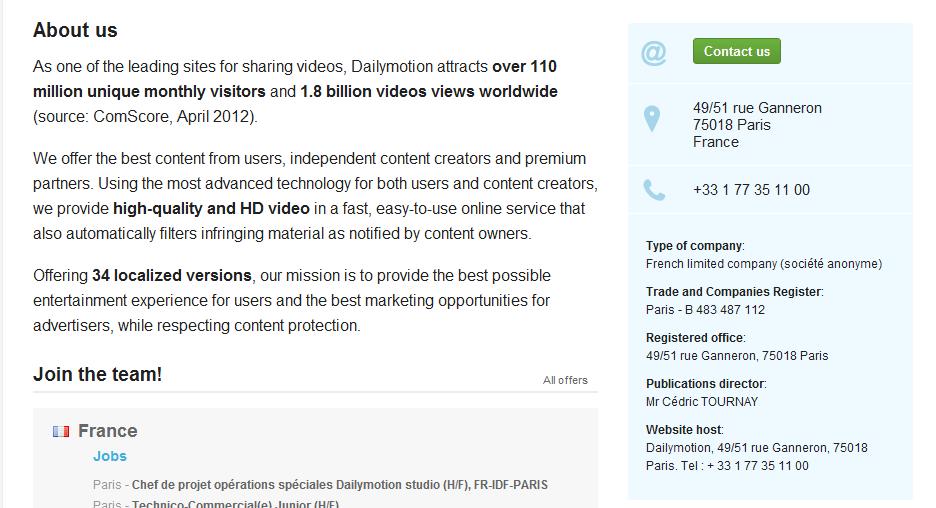 About us
As one of the leading sites for sharing videos, Dailymotion attracts over 110
million unique monthly visitors and 1.8 billion videos views worldwide
(source: ComScore, April 2012).
We offer the best content from users, independent content creators and premium
partners. Using the most advanced technology for both users and content creators,
we provide high-quality and HD video in a fast, easy-to-use online service that
also automatically filters infringing material as notified by content owners.
Offering 34 localized versions, our mission is to provide the best possible
entertainment experience for users and the best marketing opportunities for
advertisers, while respecting content protection.
Join the team!
All offers
France
Jobs
Paris - Chef de projet opérations spéciales Dailymotion studio (H/F), FR-IDF-PARIS
Paris - Technico-Commercial(e) Junior (H/F)
@
Contact us
49/51 rue Ganneron
75018 Paris
France
+33 1 77 35 11 00
Type of company:
French limited company (société anonyme)
Trade and Companies Register:
Paris - B 483 487 112
Registered office:
49/51 rue Ganneron, 75018 Paris
Publications director:
Mr Cédric TOURNAY
Website host:
Dailymotion, 49/51 rue Ganneron, 75018
Paris. Tel : + 33 1 77 35 11 00